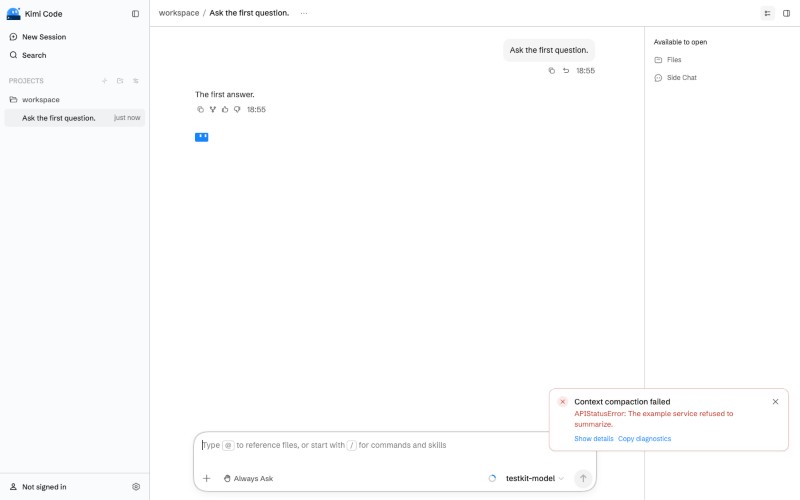 Kimi Code
New Session
Search
PROJECTS
workspace
Ask the first question. just now
Not signed in
workspace / Ask the first question. ...
Ask the first question.
18:55
The first answer.
18:55
Available to open
Files
Side Chat
Context compaction failed
APIStatusError: The example service refused to
summarize.
Show details Copy diagnostics
Type @ to reference files, or start with / for commands and skills
Always Ask
testkit-model